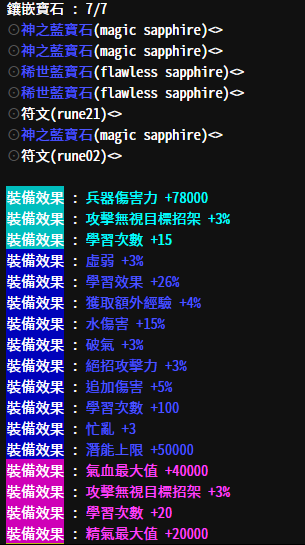 鑲嵌寶石 : 7/7
⊙神之藍寶石(magic sapphire)<>
⊙神之藍寶石(magic sapphire)<>
⊙稀世藍寶石(flawless sapphire)<>
⊙稀世藍寶石(flawless sapphire)<>
⊙符文(rune21)<>
⊙神之藍寶石(magic sapphire)<>
⊙符文(rune02)<>
裝備效果 : 兵器傷害力 +78000
裝備效果 : 攻擊無視目標招架 +3%
裝備效果 : 學習次數 +15
裝備效果 : 虛弱 +3%
裝備效果 : 學習效果 +26%
裝備效果 : 獲取額外經驗 +4%
裝備效果 : 水傷害 +15%
裝備效果 : 破氣 +3%
裝備效果 : 絕招攻擊力 +3%
裝備效果 : 追加傷害 +5%
裝備效果 : 學習次數 +100
裝備效果 : 忙亂 +3
裝備效果 : 潛能上限 +50000
裝備效果 : 氣血最大值 +40000
裝備效果 : 攻擊無視目標招架 +3%
裝備效果 : 學習次數 +20
裝備效果 : 精氣最大值 +20000